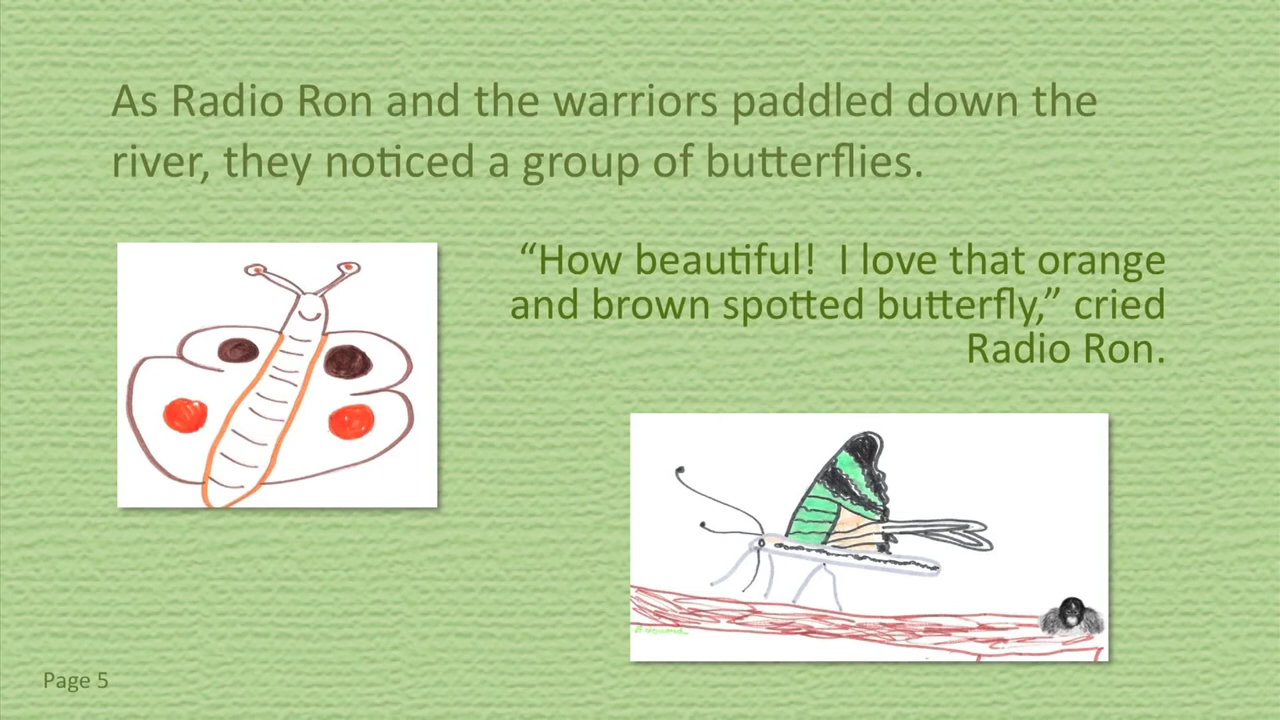 As Radio Ron and the warriors paddled down the
river, they noticed a group of butterflies.
“How beautiful!  I love that orange
and brown spotted butterfly,” cried
Radio Ron.
Page 5